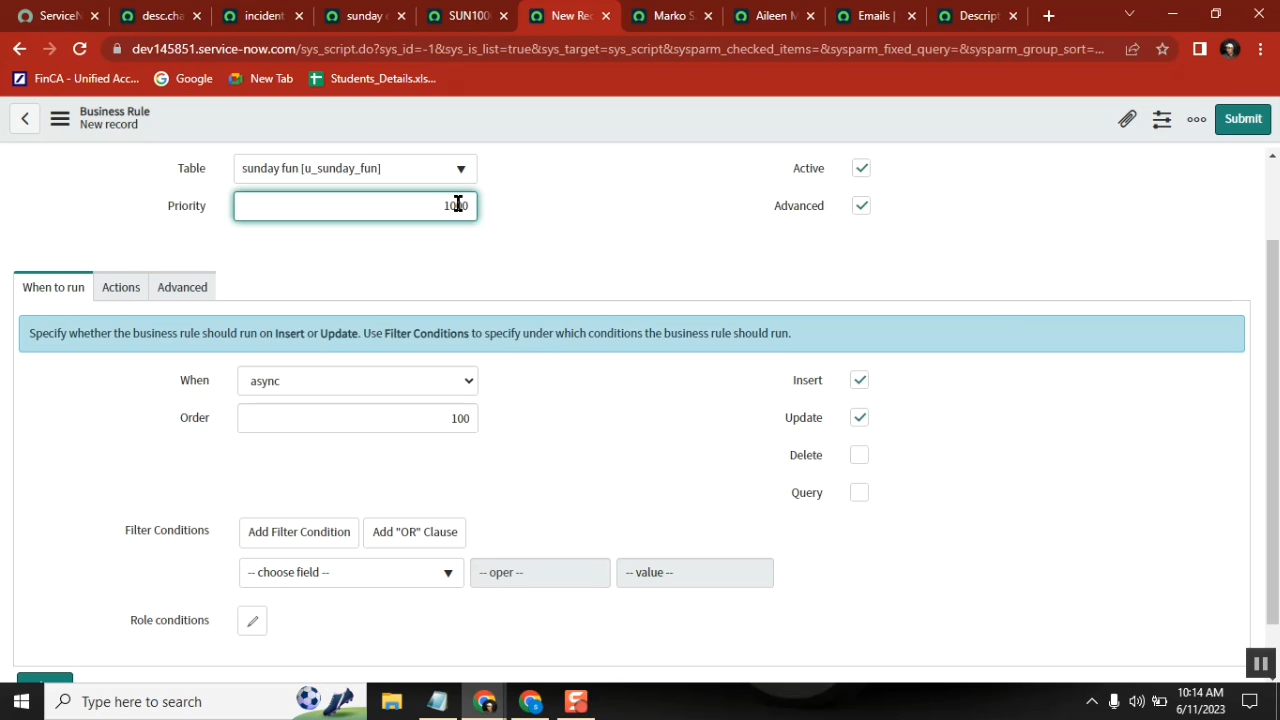 ServiceN
desc.cha
incident
sunday
SUN100
New Rec
Marko S
Aileen M
Emails |
Descript
dev145851.service-now.com/sys_script.do?sys_id=-1&sys_is_list=true&sys_target=sys_script&sysparm_checked_items=&sysparm_fixed_query=&sysparm_group_sort=...
FinCA - Unified Acc...
Google
New Tab
Students_Details.xls...
Business Rule
New record
Submit
Table
sunday fun [u_sunday_fun]
Active
Priority
Advanced
When to run
Actions
Advanced
Specify whether the business rule should run on Insert or Update. Use Filter Conditions to specify under which conditions the business rule should run.
When
async
Insert
Order
100
Update
Delete
Query
Filter Conditions
Add Filter Condition
Add "OR" Clause
-- choose field --
-- oper --
-- value --
Role conditions
Type here to search
10:14 AM
6/11/2023